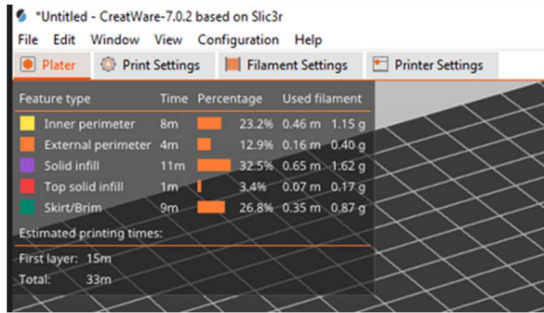 *Untitled - CreatWare-7.0.2 based on Slic3r
File Edit Window View Configuration Help
Plater Print Settings Filament Settings Printer Settings
Feature type Time Percentage Used filament
Inner perimeter 8m 23.2% 0.46 m 1.15 g
External perimeter 4m 12.9% 0.16 m 0.40 g
Solid infill 11m 32.5% 0.65 m 1.62 g
Top solid infill 1m 3.4% 0.07 m 0.17 g
Skirt/Brim 9m 26.8% 0.35 m 0.87 g
Estimated printing times:
First layer: 15m
Total: 33m